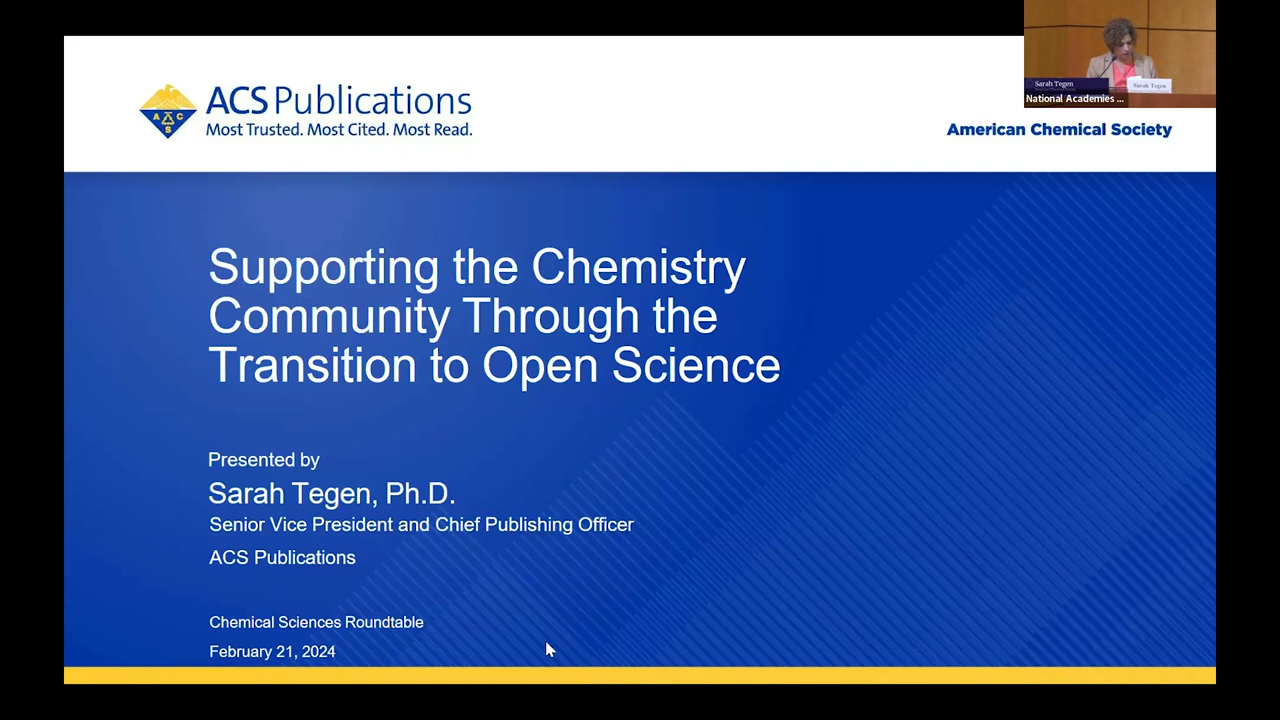 Sarah Tegen
Sarah Tegen
National Academies ...
ACS Publications
Most Trusted. Most Cited. Most Read.
A C S
American Chemical Society
Supporting the Chemistry
Community Through the
Transition to Open Science
Presented by
Sarah Tegen, Ph.D.
Senior Vice President and Chief Publishing Officer
ACS Publications
Chemical Sciences Roundtable
February 21, 2024